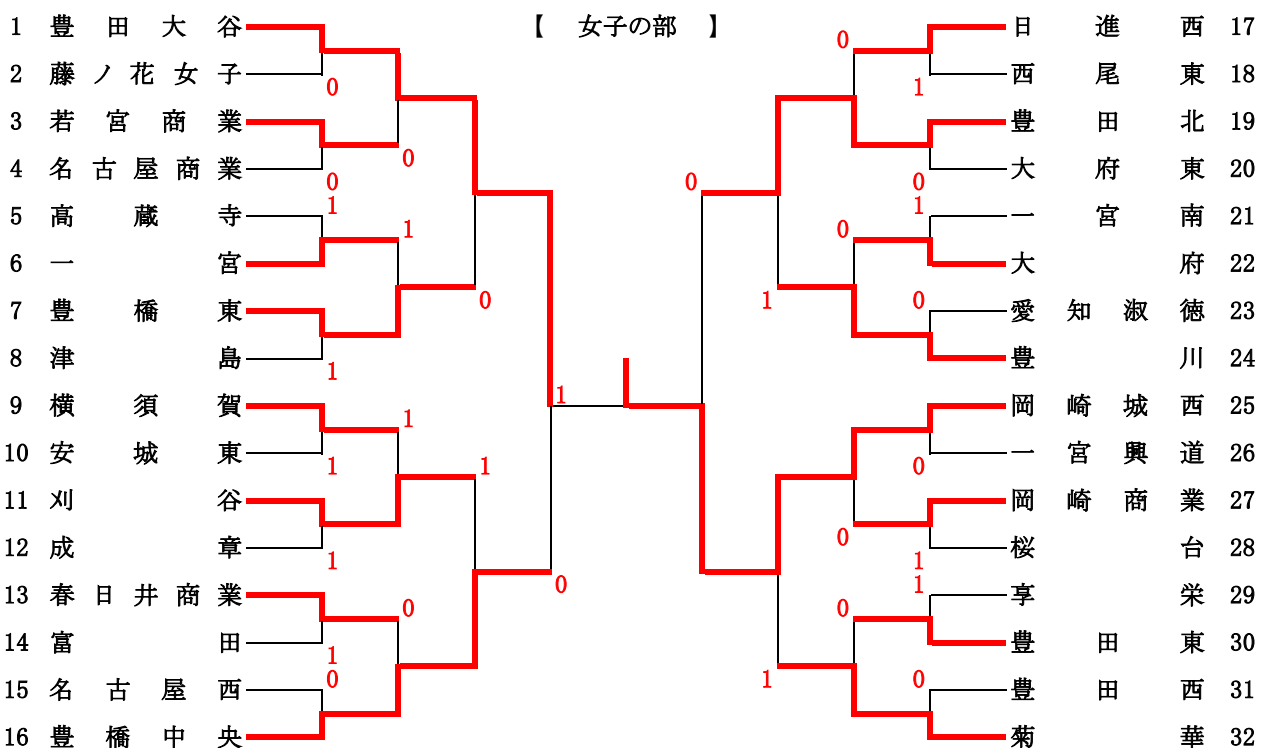 1 豊田大谷 【 女子の部 】 日進西 17
0
2 藤ノ花女子 西尾東 18
0 1
3 若宮商業 豊田北 19
0
4 名古屋商業 大府東 20
0 0 0
1 1
5 高蔵寺 一宮南 21
1 0
6 一宮 大府 22
0 1 0
7 豊橋東 愛知淑徳 23
8 津島 豊川 24
1
1
9 横須賀 岡崎城西 25
1
10 安城東 一宮興道 26
1 1 0
11 刈谷 岡崎商業 27
0
12 成章 桜台 28
1 1
0 1
13 春日井商業 享栄 29
0 0
14 富田 豊田東 30
1
0 1 0
15 名古屋西 豊田西 31
16 豊橋中央 菊華 32